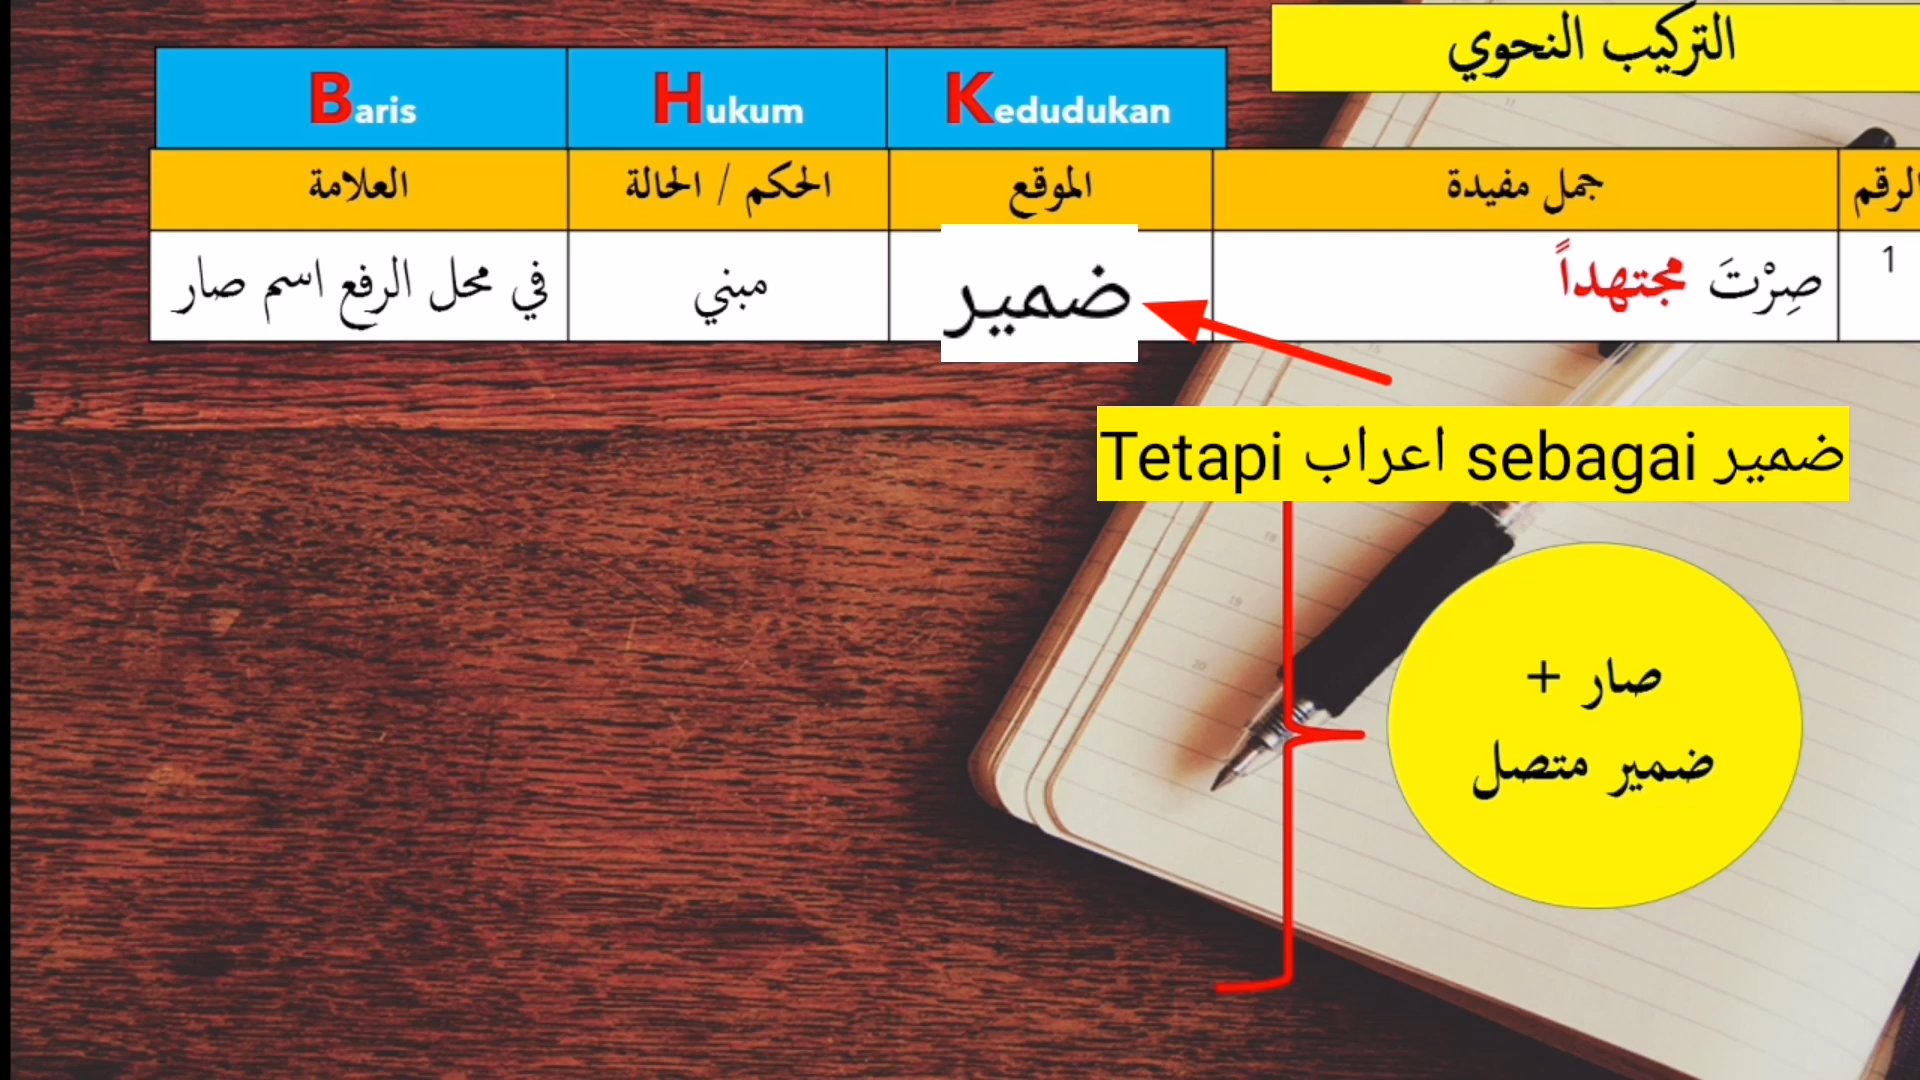 التركيب النحوي
Baris Hukum Kedudukan
الرقم جمل مفيدة الموقع الحكم / الحالة العلامة
1 صِرْتَ مجتهداً ضمير مبني في محل الرفع اسم صار
Tetapi اعراب sebagai ضمير
صار +
ضمير متصل